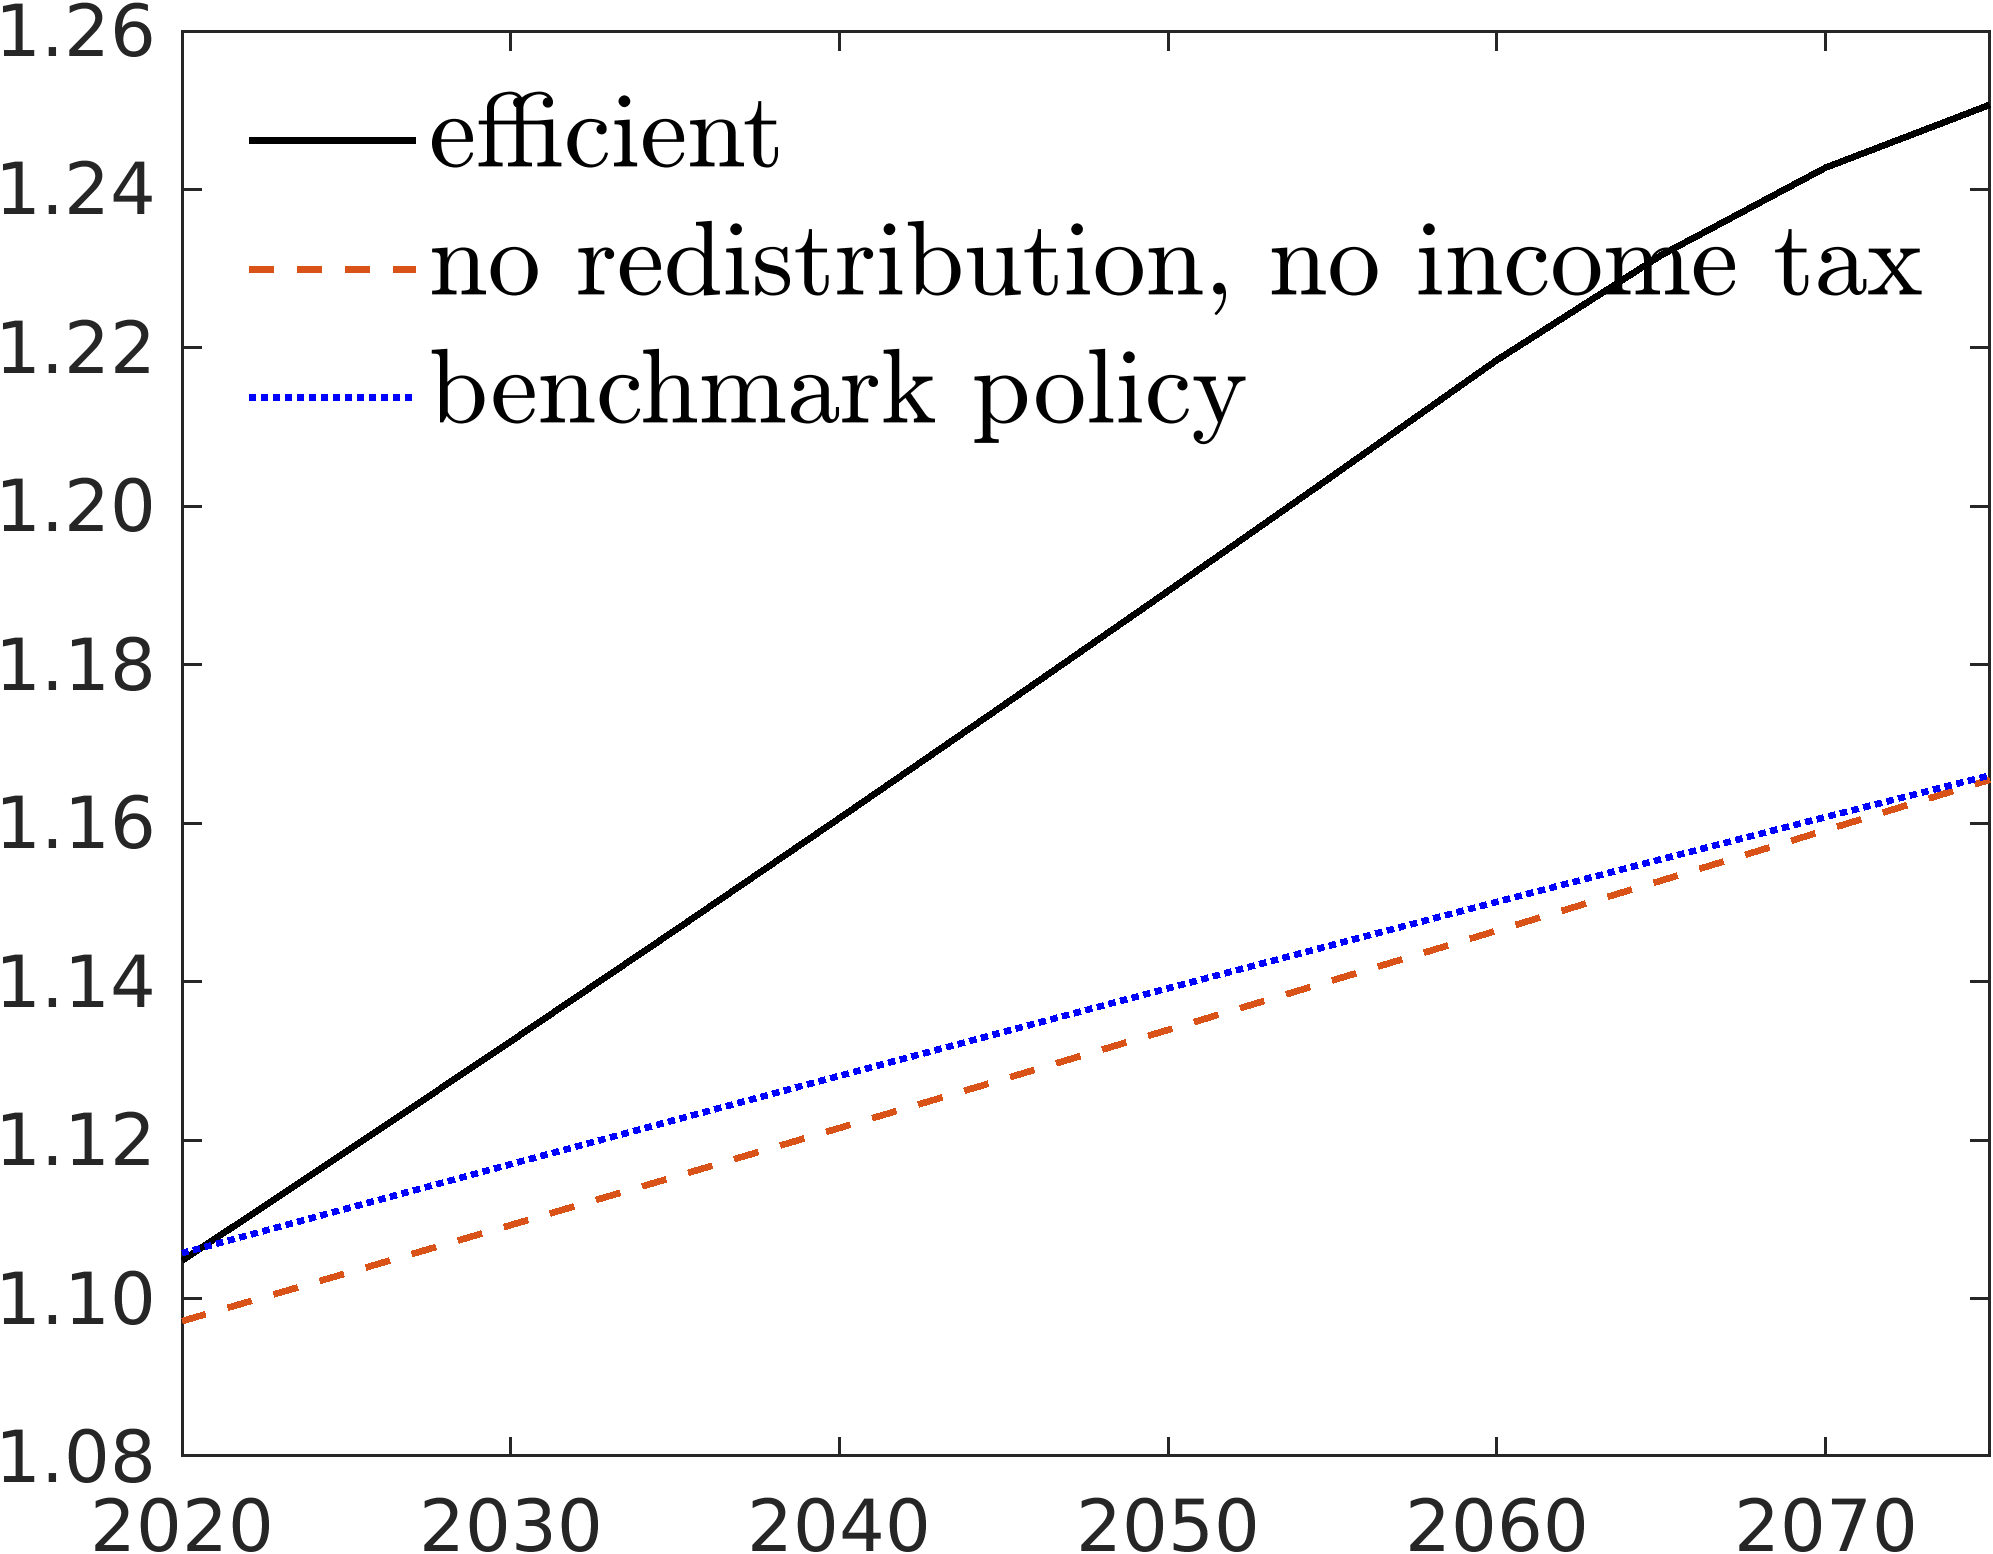 1.26
efficient
1.24
no redistribution, no income tax
1.22
benchmark policy
1.20
1.18
1.16
1.14
1.12
1.10
1.08
2020 2030 2040 2050 2060 2070